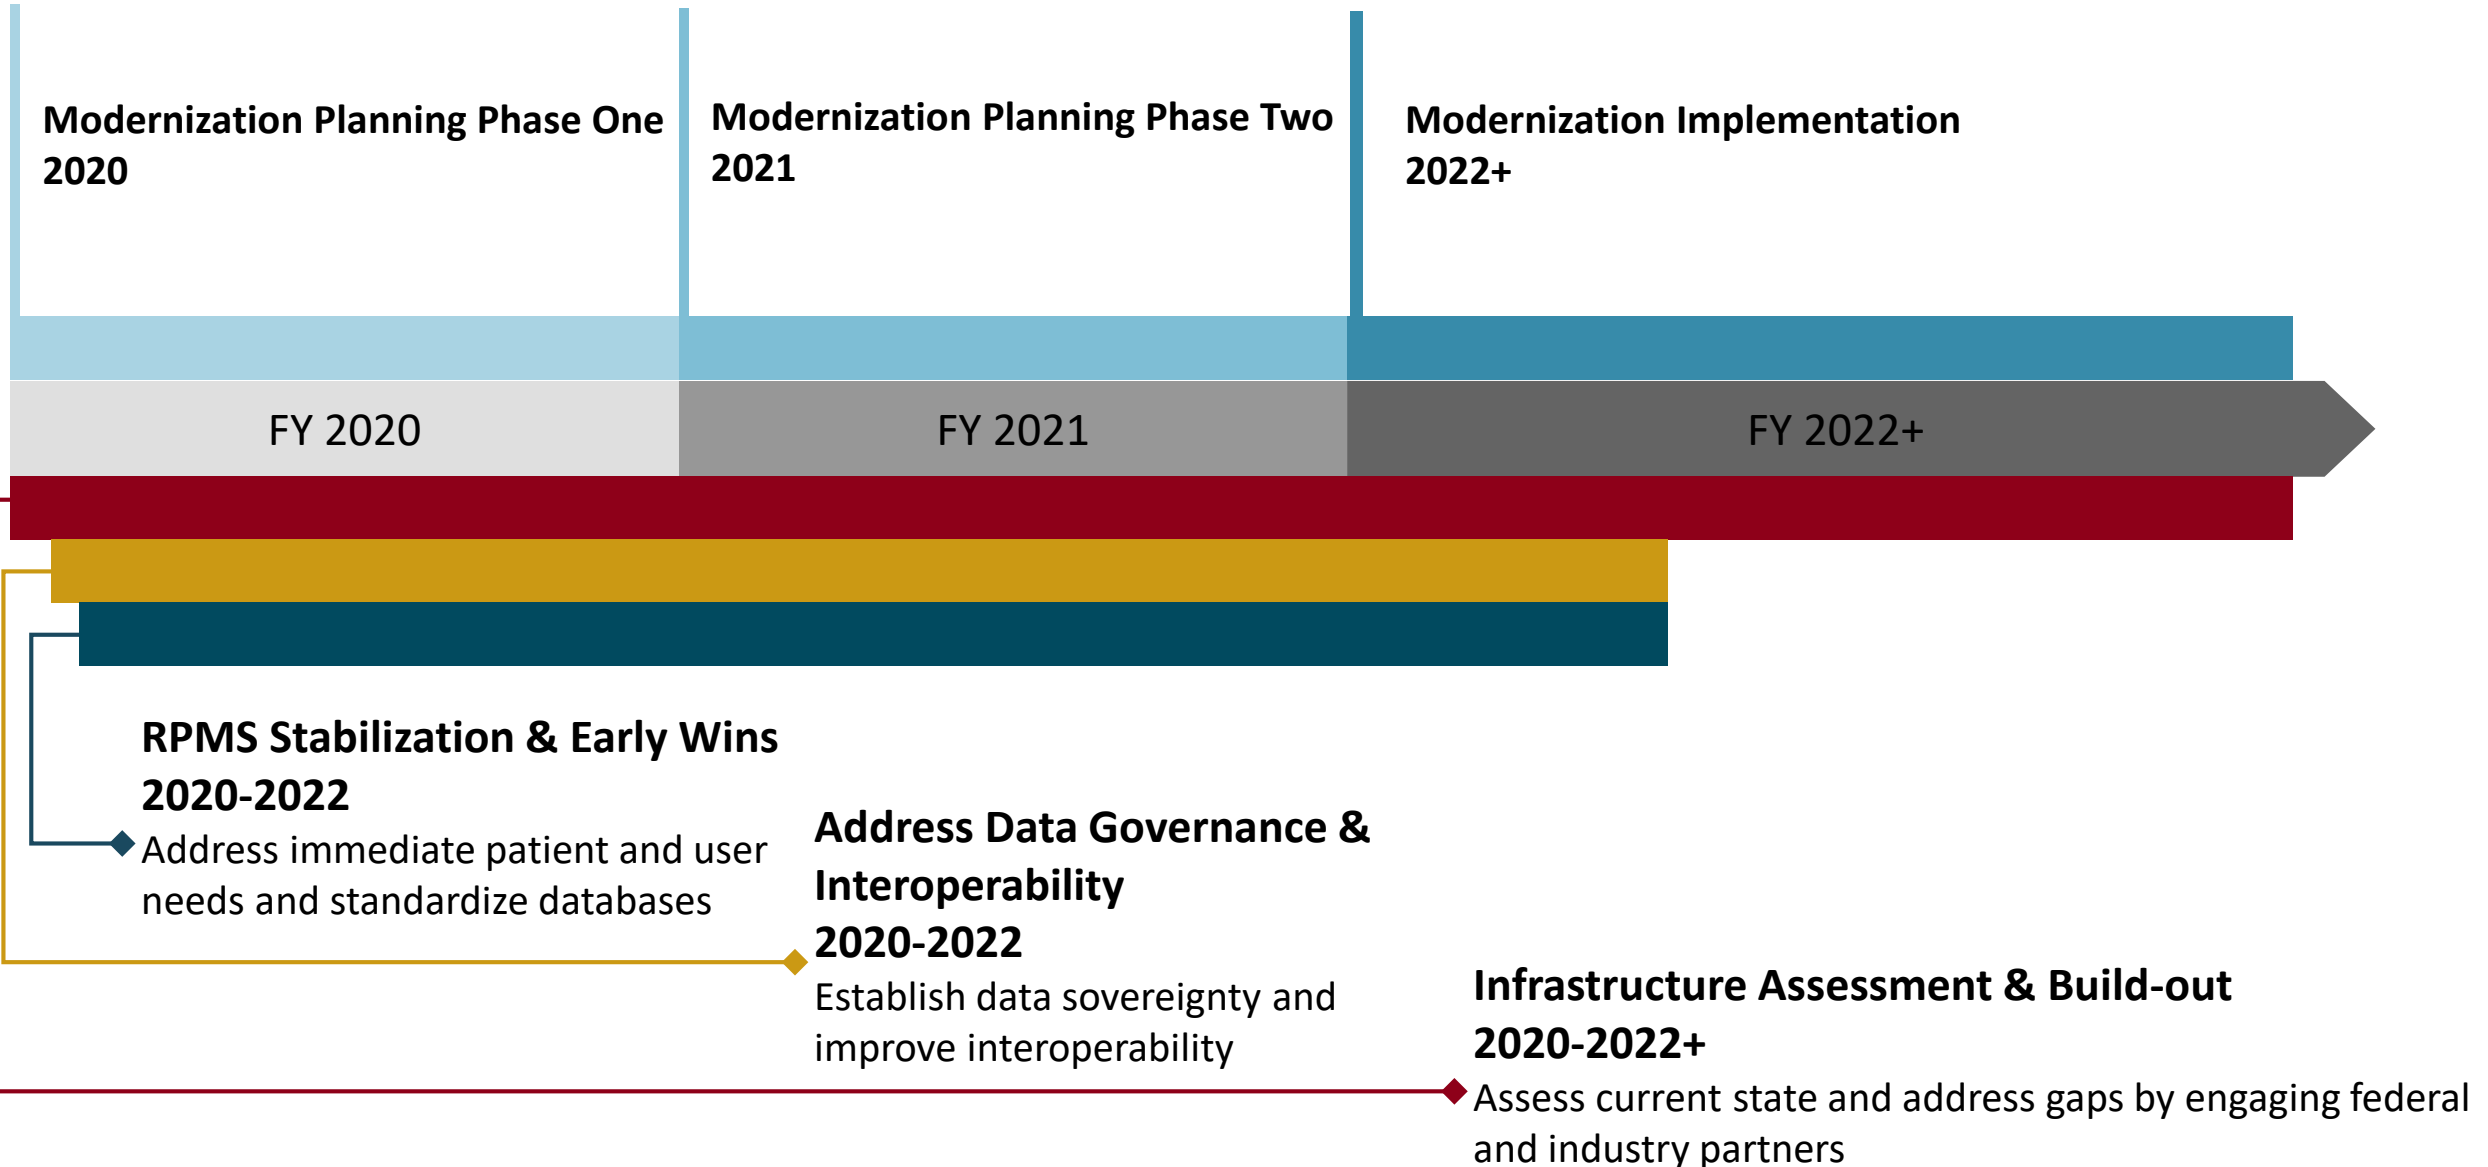 Modernization Planning Phase One
2020
Modernization Planning Phase Two
2021
Modernization Implementation
2022+
FY 2020
FY 2021
FY 2022+
RPMS Stabilization & Early Wins
2020-2022
Address immediate patient and user
needs and standardize databases
Address Data Governance &
Interoperability
2020-2022
Establish data sovereignty and
improve interoperability
Infrastructure Assessment & Build-out
2020-2022+
Assess current state and address gaps by engaging federal
and industry partners